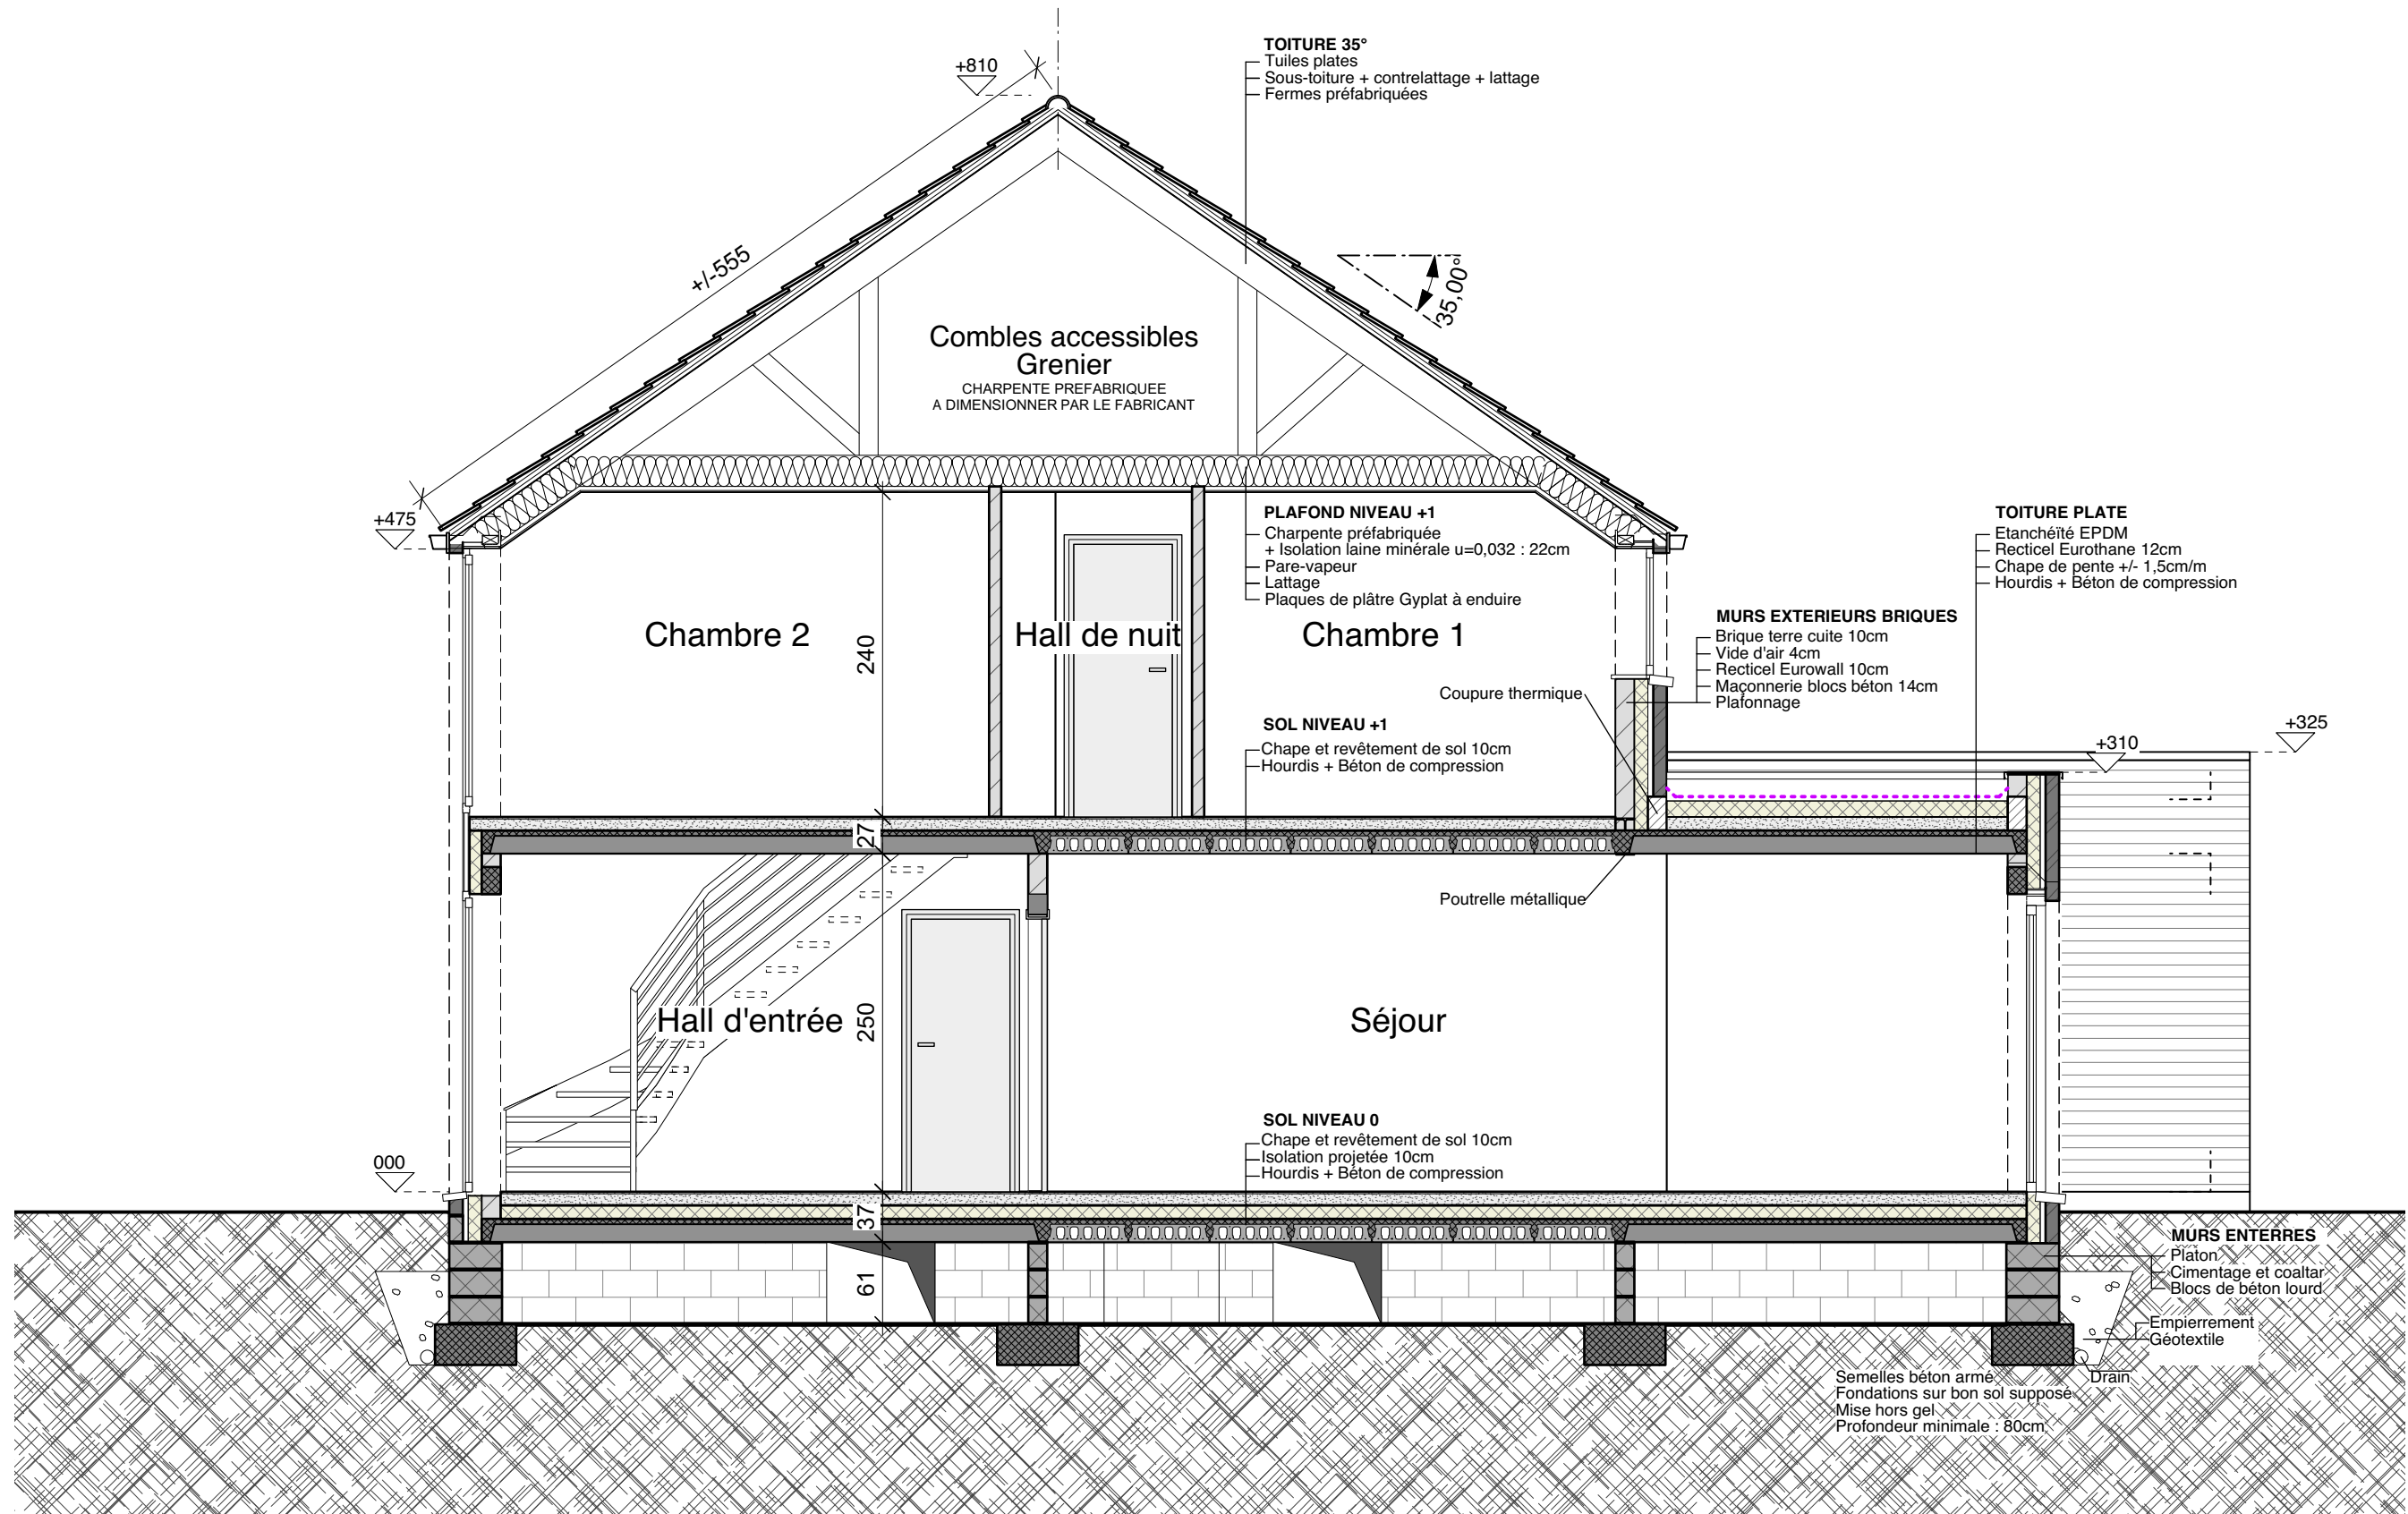 +810
TOITURE 35°
Tuiles plates
Sous-toiture + contrelattage + lattage
Fermes préfabriquées
+/-555
35,00°
Combles accessibles
Grenier
CHARPENTE PREFABRIQUEE
A DIMENSIONNER PAR LE FABRICANT
+475
PLAFOND NIVEAU +1
Charpente préfabriquée
+ Isolation laine minérale u=0,032 : 22cm
Pare-vapeur
Lattage
Plaques de plâtre Gyplat à enduire
TOITURE PLATE
Etanchéïté EPDM
Recticel Eurothane 12cm
Chape de pente +/- 1,5cm/m
Hourdis + Béton de compression
MURS EXTERIEURS BRIQUES
Brique terre cuite 10cm
Vide d'air 4cm
Recticel Eurowall 10cm
Maçonnerie blocs béton 14cm
Plafonnage
Chambre 2
240
Hall de nuit
Chambre 1
Coupure thermique
SOL NIVEAU +1
Chape et revêtement de sol 10cm
Hourdis + Béton de compression
+310
+325
27
Poutrelle métallique
Hall d'entrée
250
Séjour
SOL NIVEAU 0
Chape et revêtement de sol 10cm
Isolation projetée 10cm
Hourdis + Béton de compression
000
37
61
MURS ENTERRES
Platon
Cimentage et coaltar
Blocs de béton lourd
Empierrement
Géotextile
Drain
Semelles béton armé
Fondations sur bon sol supposé
Mise hors gel
Profondeur minimale : 80cm